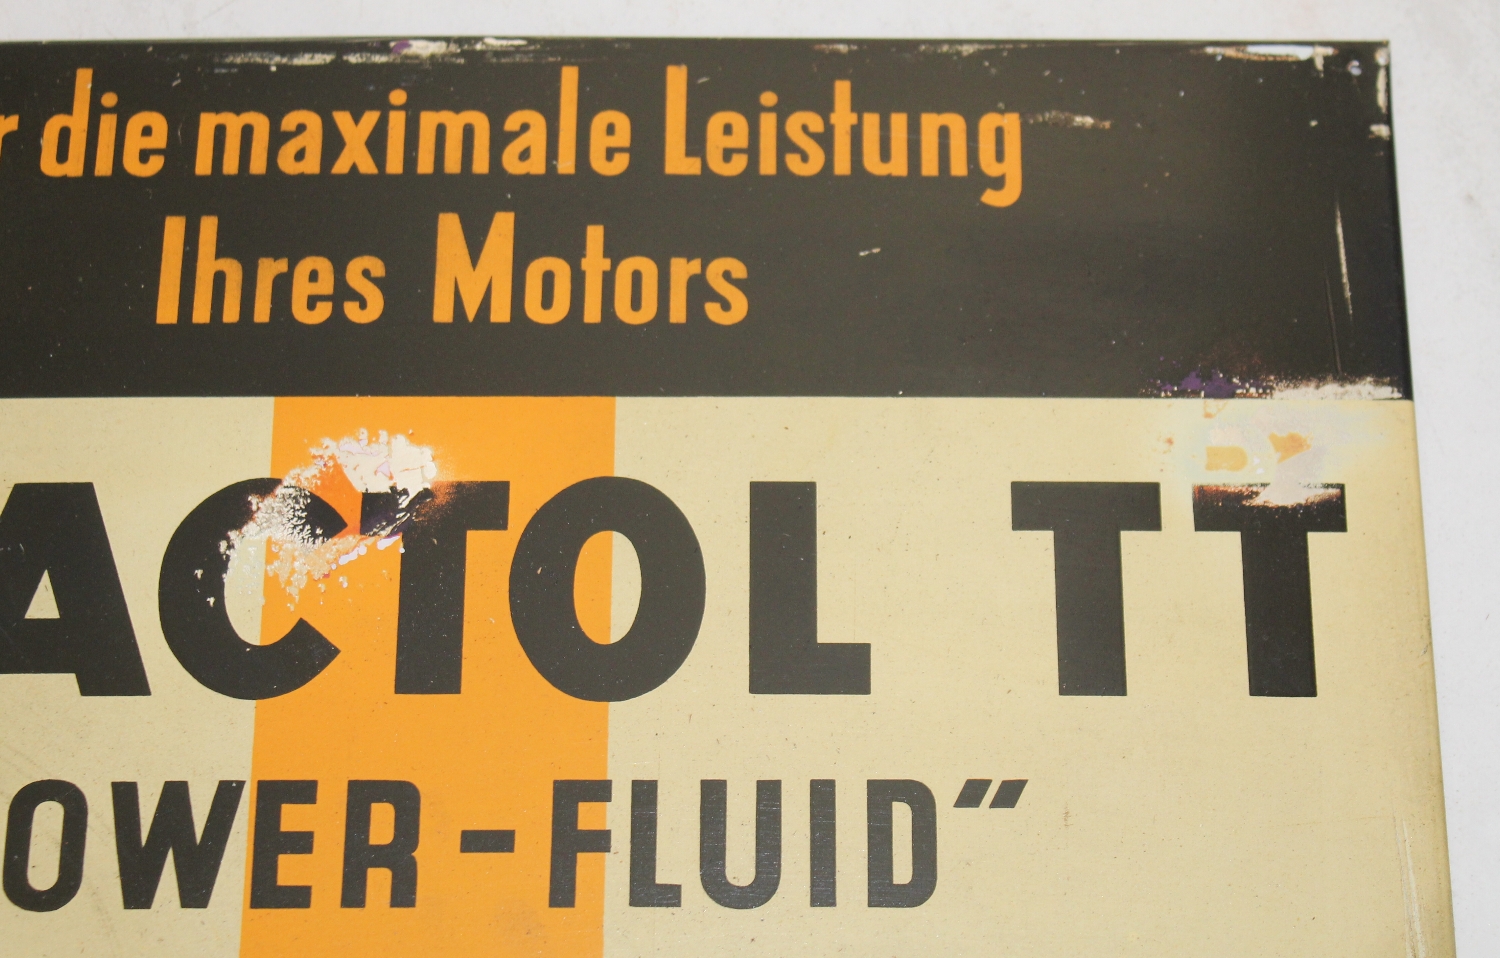 r die maximale Leistung
Ihres Motors
ACTOL TT
OWER-FLUID"